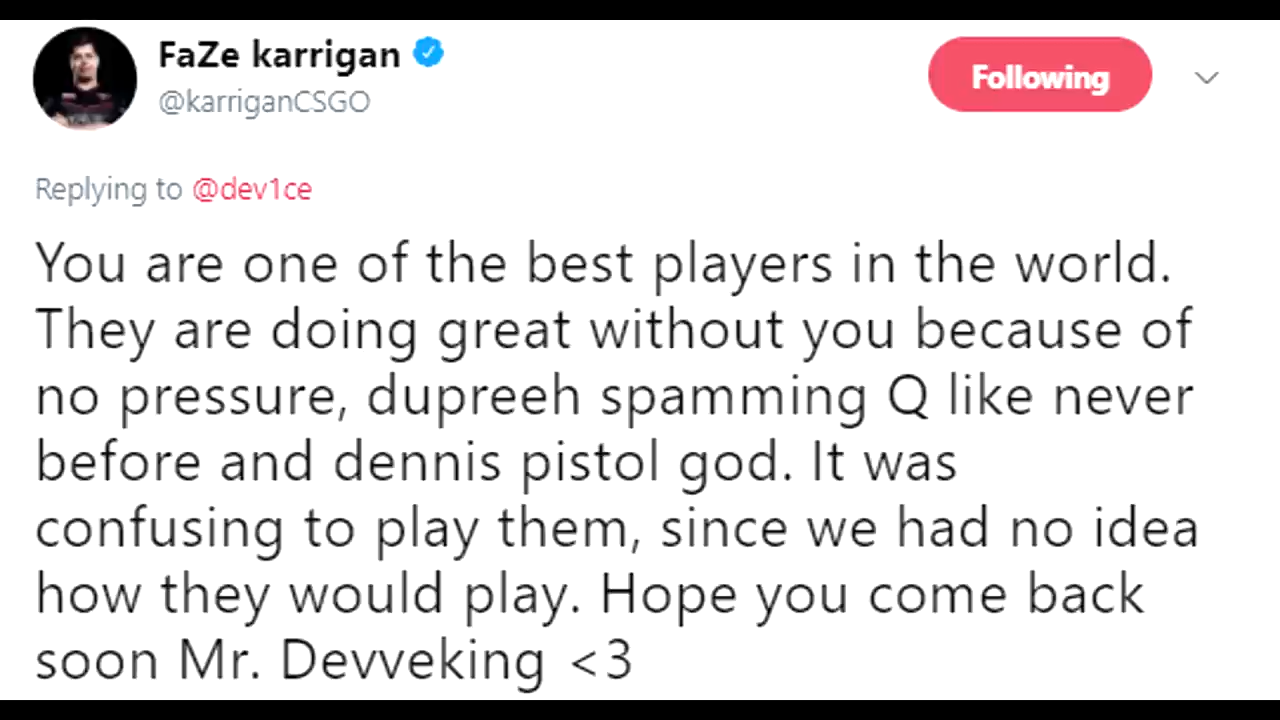 FaZe karrigan
@karriganCSGO
Following
Replying to @dev1ce
You are one of the best players in the world.
They are doing great without you because of
no pressure, dupreeh spamming Q like never
before and dennis pistol god. It was
confusing to play them, since we had no idea
how they would play. Hope you come back
soon Mr. Devveking <3